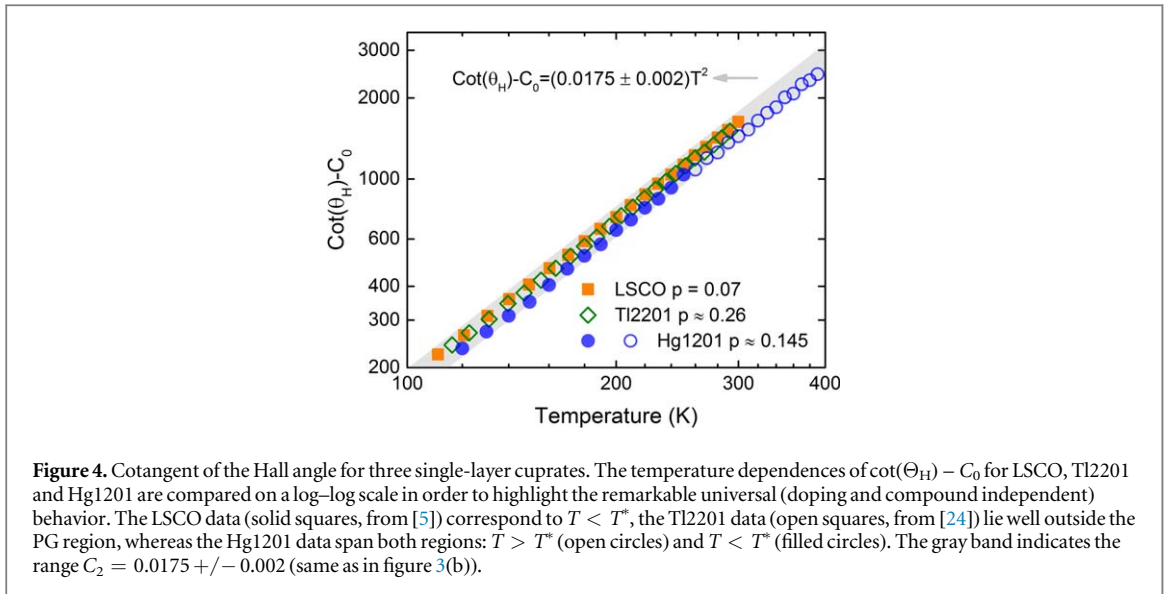 3000
2000
1000
600
400
300
200
Cot(θH)-C0
Cot(θH)-C0=(0.0175 ± 0.002)T²
LSCO p = 0.07
Tl2201 p ≈ 0.26
Hg1201 p ≈ 0.145
100 200 300 400
Temperature (K)
Figure 4. Cotangent of the Hall angle for three single-layer cuprates. The temperature dependences of cot(ΘH) – C0 for LSCO, Tl2201
and Hg1201 are compared on a log–log scale in order to highlight the remarkable universal (doping and compound independent)
behavior. The LSCO data (solid squares, from [5]) correspond to T < T*, the Tl2201 data (open squares, from [24]) lie well outside the
PG region, whereas the Hg1201 data span both regions: T > T* (open circles) and T < T* (filled circles). The gray band indicates the
range C2 = 0.0175 +/− 0.002 (same as in figure 3(b)).